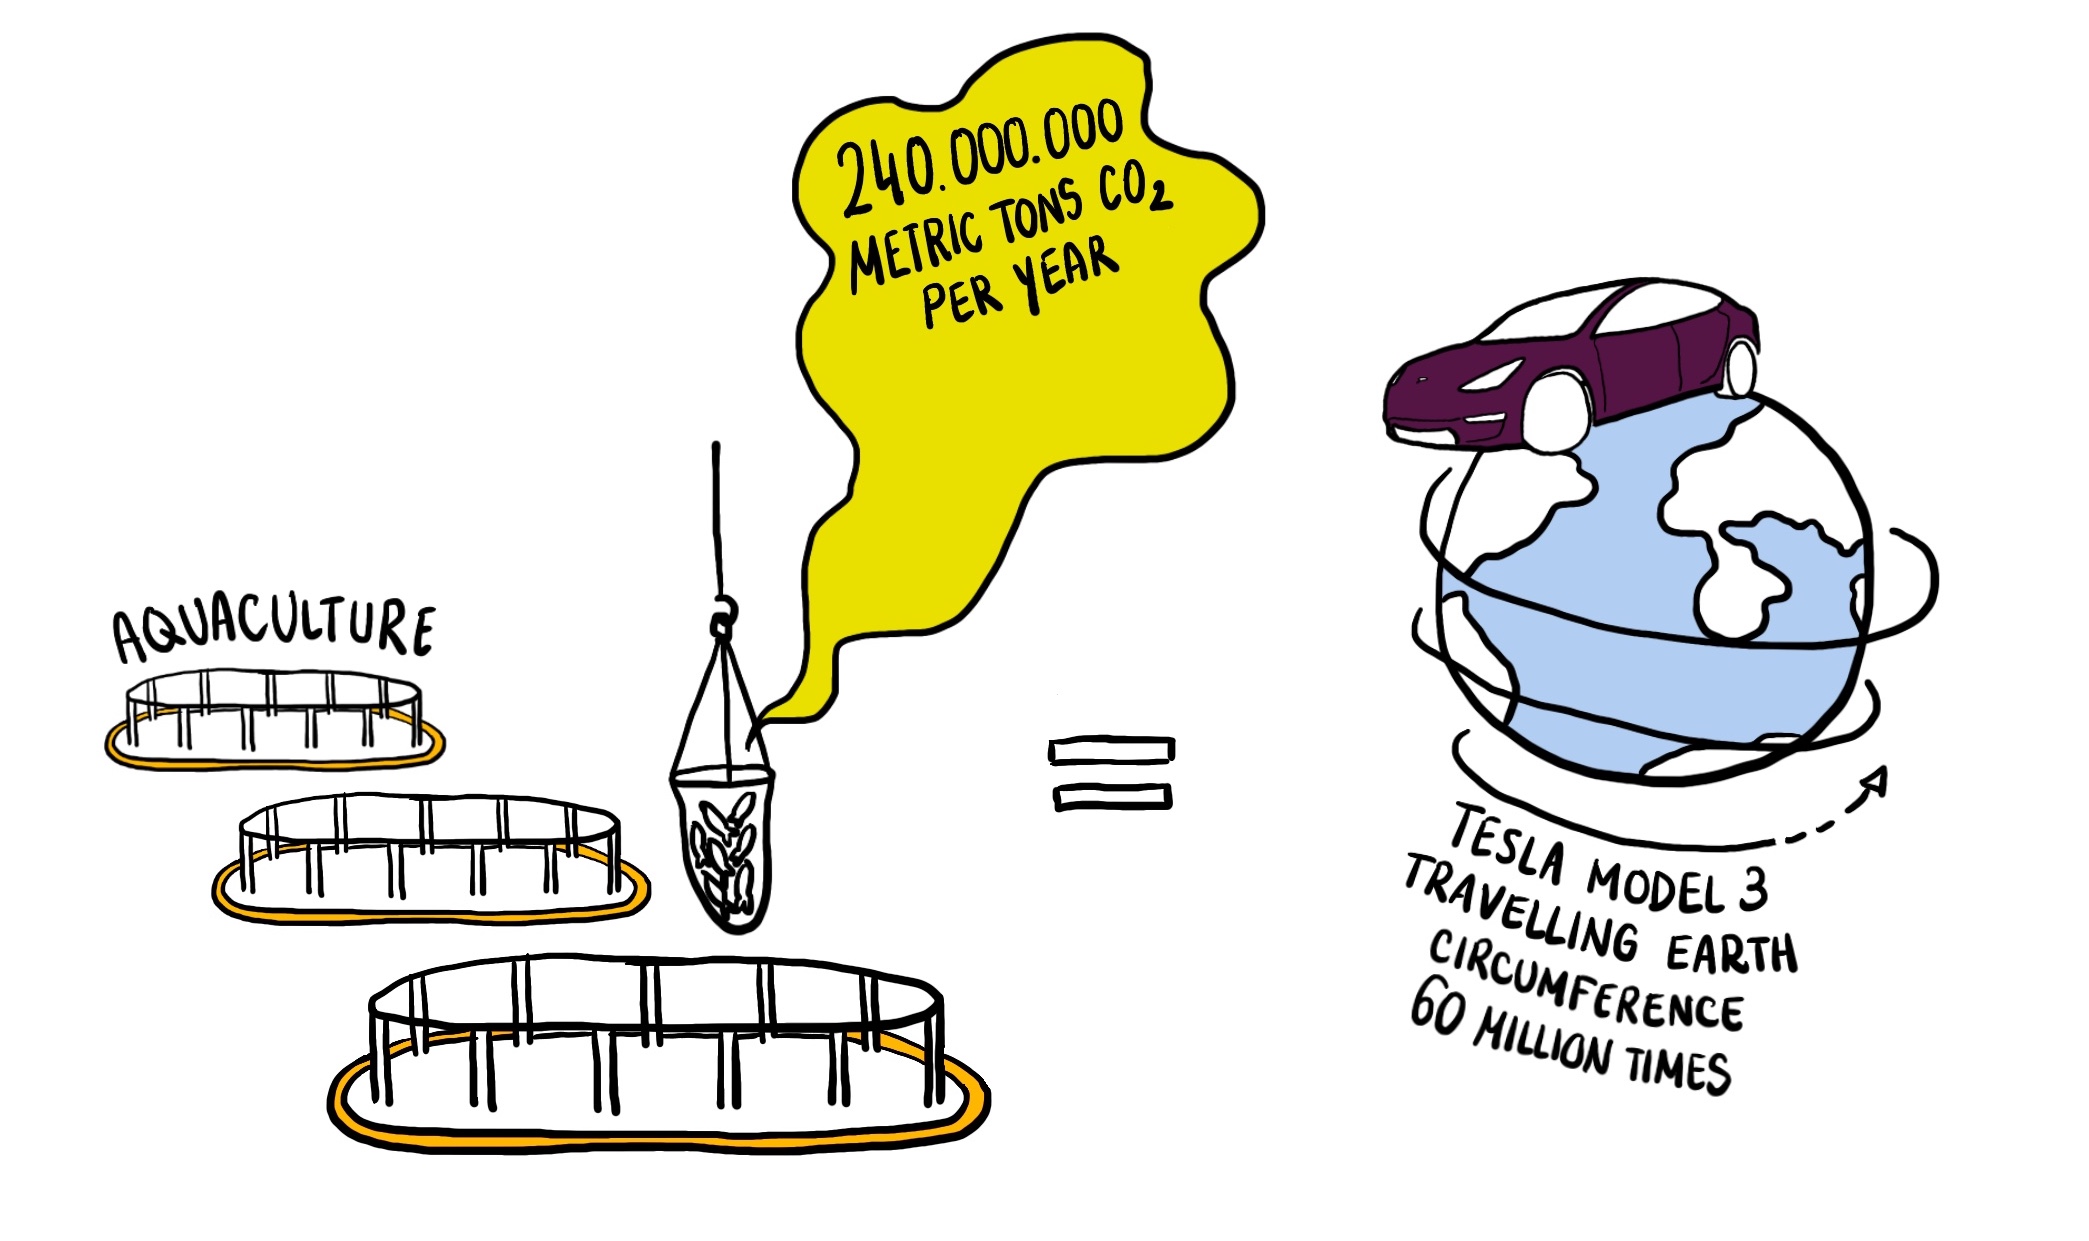 240.000.000
METRIC TONS CO₂
PER YEAR
AQUACULTURE
TESLA MODEL 3
TRAVELLING EARTH
CIRCUMFERENCE
60 MILLION TIMES